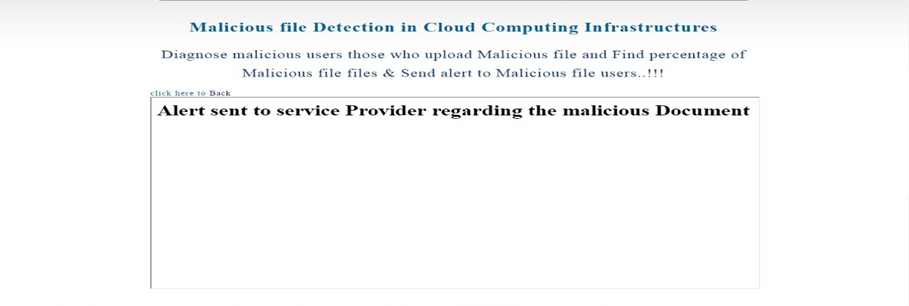 Malicious file Detection in Cloud Computing Infrastructures
Diagnose malicious users those who upload Malicious file and Find percentage of
Malicious file files & Send alert to Malicious file users..!!!
click here to Back
Alert sent to service Provider regarding the malicious Document